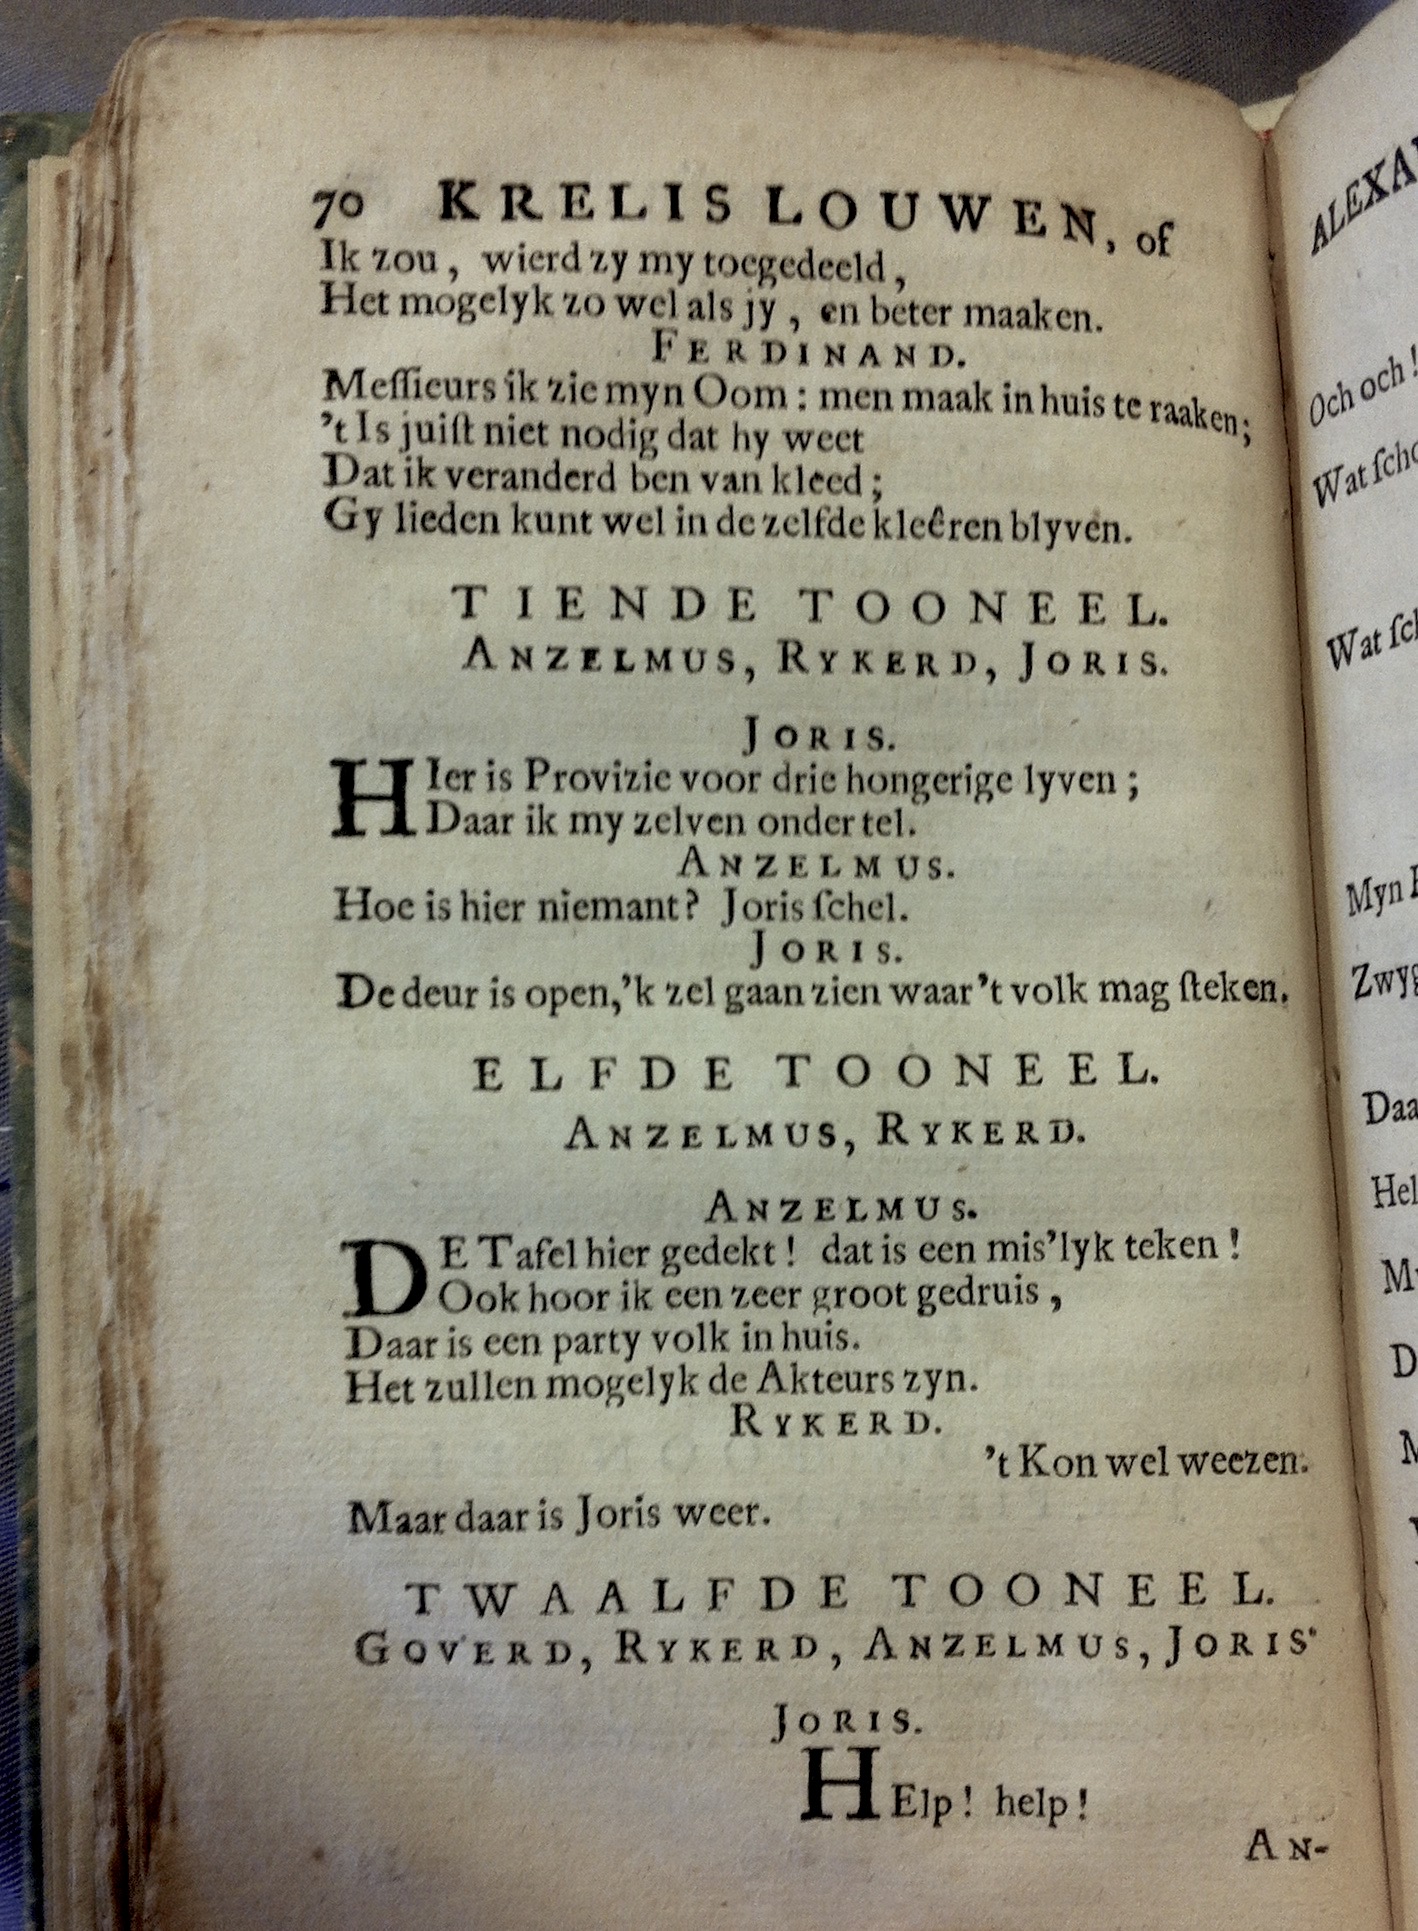 70 KRELIS LOUWEN, of
Ik zou, wierd zy my toegedeeld,
Het mogelyk zo wel als jy, en beter maaken.
FERDINAND.
Meſſieurs ik zie myn Oom: men maak in huis te raaken;
't Is juiſt niet nodig dat hy weet
Dat ik veranderd ben van kleed;
Gy lieden kunt wel in de zelfde kleêren blyven.
TIENDE TOONEEL.
ANZELMUS, RYKERD, JORIS.
JORIS.
HIer is Provizie voor drie hongerige lyven;
Daar ik my zelven onder tel.
ANZELMUS.
Hoe is hier niemant? Joris ſchel.
JORIS.
De deur is open,'k zel gaan zien waar't volk mag ſteken.
ELFDE TOONEEL.
ANZELMUS, RYKERD.
ANZELMUS.
DE Tafel hier gedekt! dat is een mis'lyk teken!
Ook hoor ik een zeer groot gedruis,
Daar is een party volk in huis.
Het zullen mogelyk de Akteurs zyn.
RYKERD.
't Kon wel weezen.
Maar daar is Joris weer.
TWAALFDE TOONEEL.
GOVERD, RYKERD, ANZELMUS, JORIS.
JORIS.
HElp! help!
AN-
Och och!
Wat
Wat
Myn